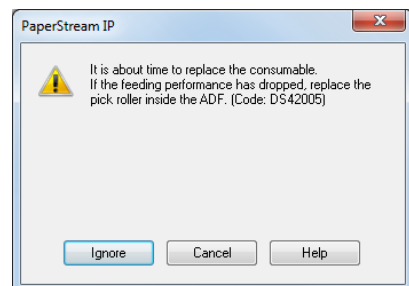 PaperStream IP
It is about time to replace the consumable.
If the feeding performance has dropped, replace the
pick roller inside the ADF. (Code: DS42005)
Ignore
Cancel
Help